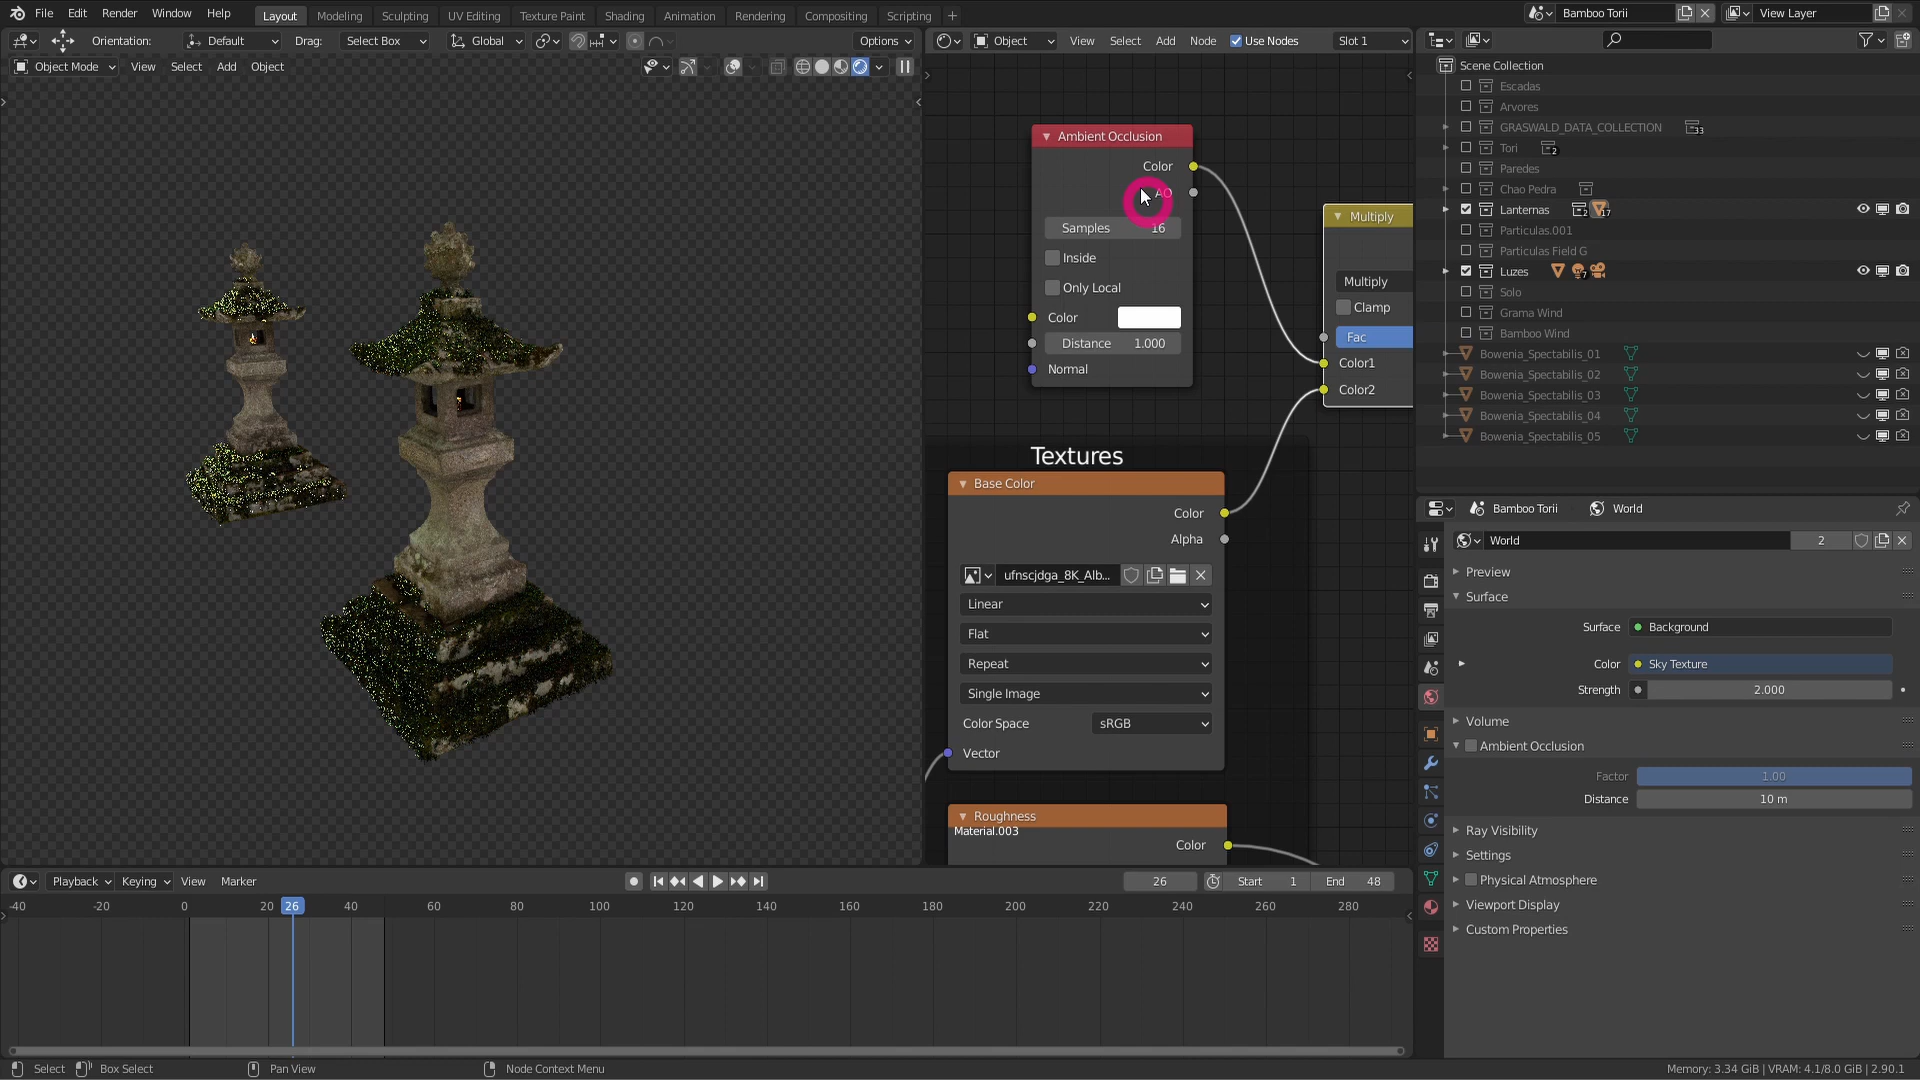 File Edit Render Window Help Layout Modeling Sculpting UV Editing Texture Paint Shading Animation Rendering Compositing Scripting + Bamboo Torii View Layer
Orientation: Default Drag: Select Box Global Options
Object Mode View Select Add Object
Object View Select Add Node Use Nodes Slot 1
Ambient Occlusion
Color
AO
Samples 16
Inside
Only Local
Color
Distance 1.000
Normal
Multiply
Multiply
Clamp
Fac
Color1
Color2
Textures
Base Color
Color
Alpha
ufnscjdga_8K_Alb...
Linear
Flat
Repeat
Single Image
Color Space sRGB
Vector
Roughness
Material.003
Color
Scene Collection
Escadas
Arvores
GRASWALD_DATA_COLLECTION 33
Tori 2
Paredes
Chao Pedra
Lanternas 2 17
Particulas.001
Particulas Field G
Luzes 7
Solo
Grama Wind
Bamboo Wind
Bowenia_Spectabilis_01
Bowenia_Spectabilis_02
Bowenia_Spectabilis_03
Bowenia_Spectabilis_04
Bowenia_Spectabilis_05
Bamboo Torii World
World 2
Preview
Surface
Surface Background
Color Sky Texture
Strength 2.000
Volume
Ambient Occlusion
Factor 1.00
Distance 10 m
Ray Visibility
Settings
Physical Atmosphere
Viewport Display
Custom Properties
Playback Keying View Marker 26 Start 1 End 48
-40 -20 0 20 26 40 60 80 100 120 140 160 180 200 220 240 260 280
Select Box Select Pan View Node Context Menu Memory: 3.34 GiB | VRAM: 4.1/8.0 GiB | 2.90.1